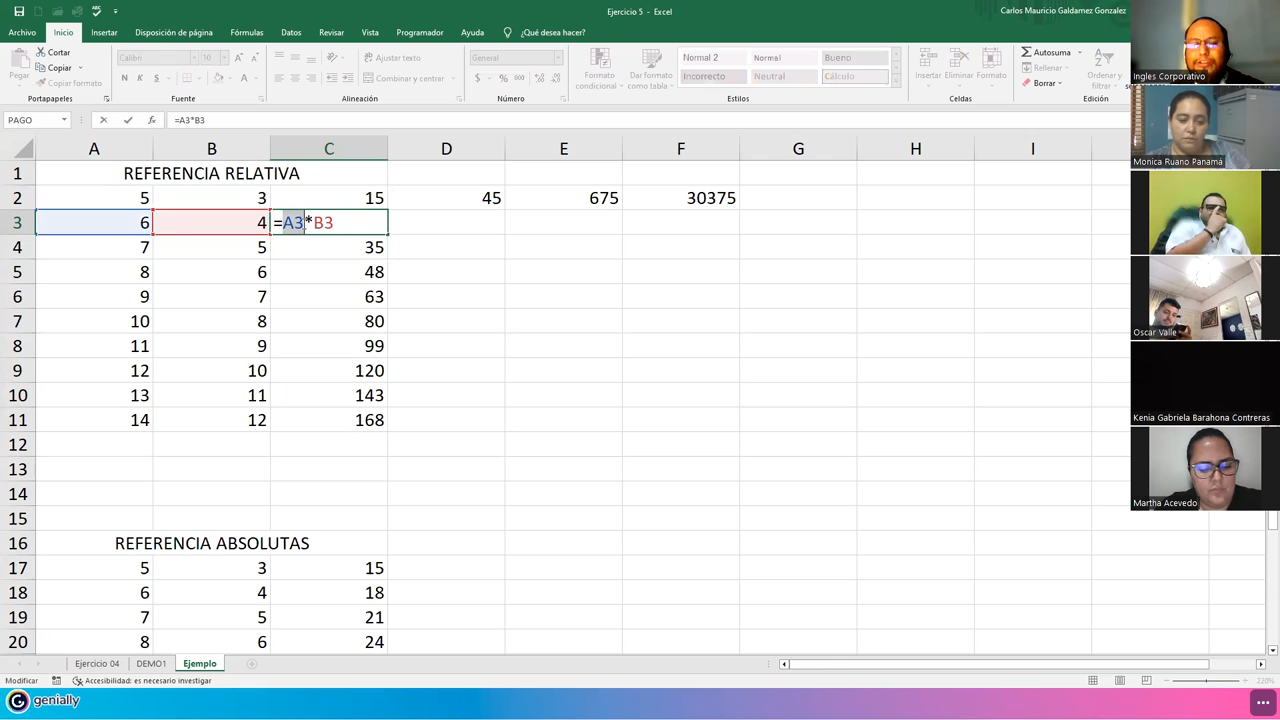 Ejercicio 5 - Excel
Carlos Mauricio Galdamez Gonzalez
Archivo Inicio Insertar Disposición de página Fórmulas Datos Revisar Vista Programador Ayuda ¿Qué desea hacer?
Pegar
Cortar
Copiar
Copiar formato
Portapapeles
Calibri 10
N K S
Fuente
Ajustar texto
Combinar y centrar
Alineación
General
Número
Formato condicional
Dar formato como tabla
Normal 2 Normal Bueno
Incorrecto Neutral Cálculo
Estilos
Insertar Eliminar Formato
Celdas
Autosuma
Rellenar
Borrar
Ordenar y filtrar
Edición
PAGO =A3*B3
A B C D E F G H I
1 REFERENCIA RELATIVA
2 5 3 15 45 675 30375
3 6 4 =A3*B3
4 7 5 35
5 8 6 48
6 9 7 63
7 10 8 80
8 11 9 99
9 12 10 120
10 13 11 143
11 14 12 168
12
13
14
15
16 REFERENCIA ABSOLUTAS
17 5 3 15
18 6 4 18
19 7 5 21
20 8 6 24
Ejercicio 04 DEMO1 Ejemplo
Modificar Accesibilidad: es necesario investigar 220%
genially
Ingles Corporativo
Monica Ruano Panamá
Oscar Valle
Kenia Gabriela Barahona Contreras
Martha Acevedo